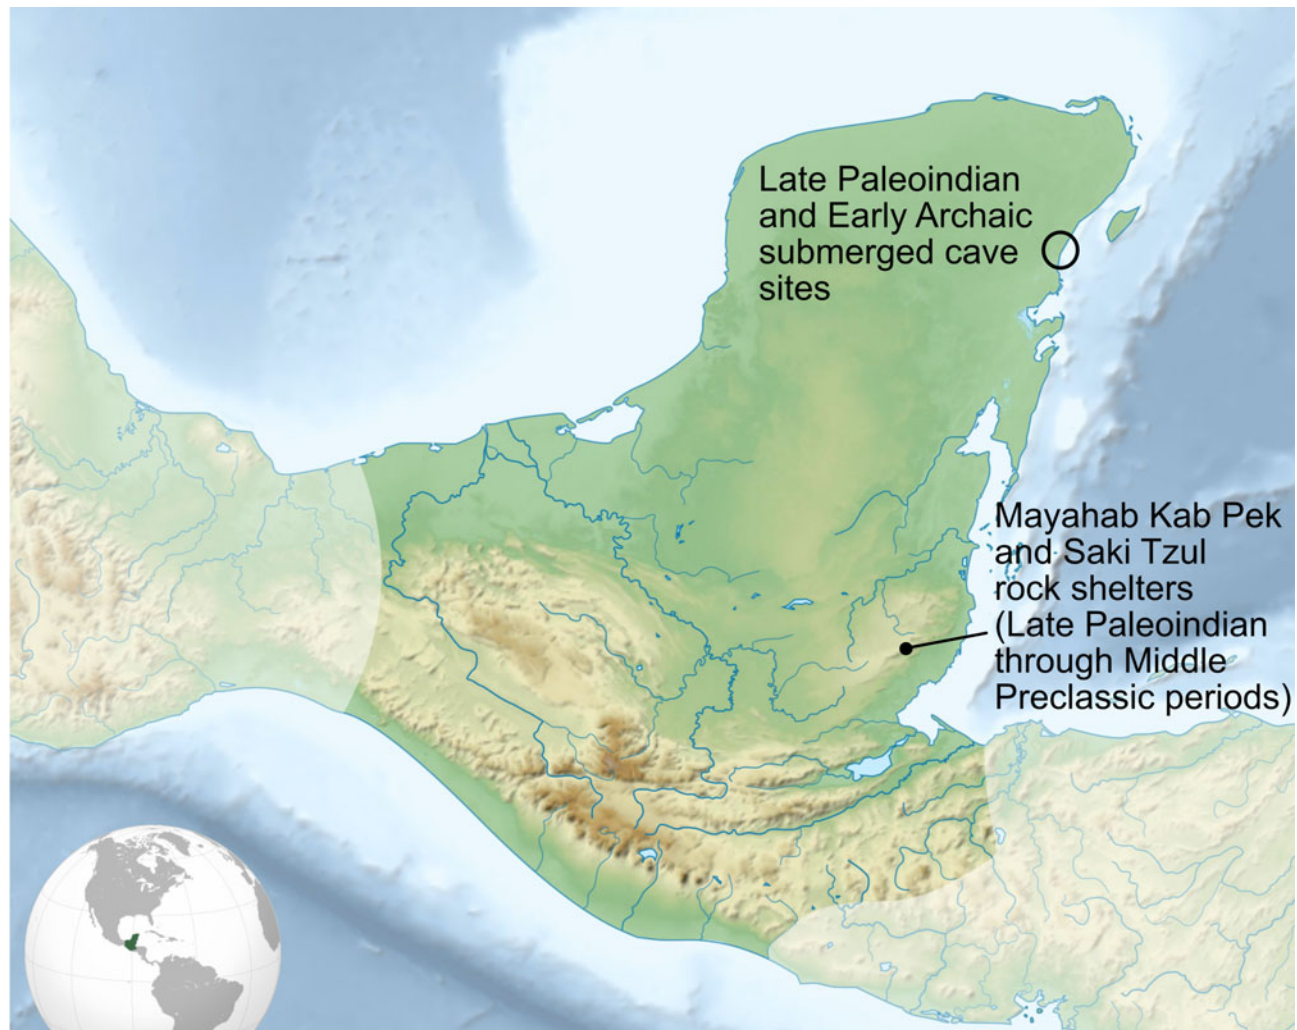 Late Paleoindian
and Early Archaic
submerged cave
sites
Mayahab Kab Pek
and Saki Tzul
rock shelters
(Late Paleoindian
through Middle
Preclassic periods)